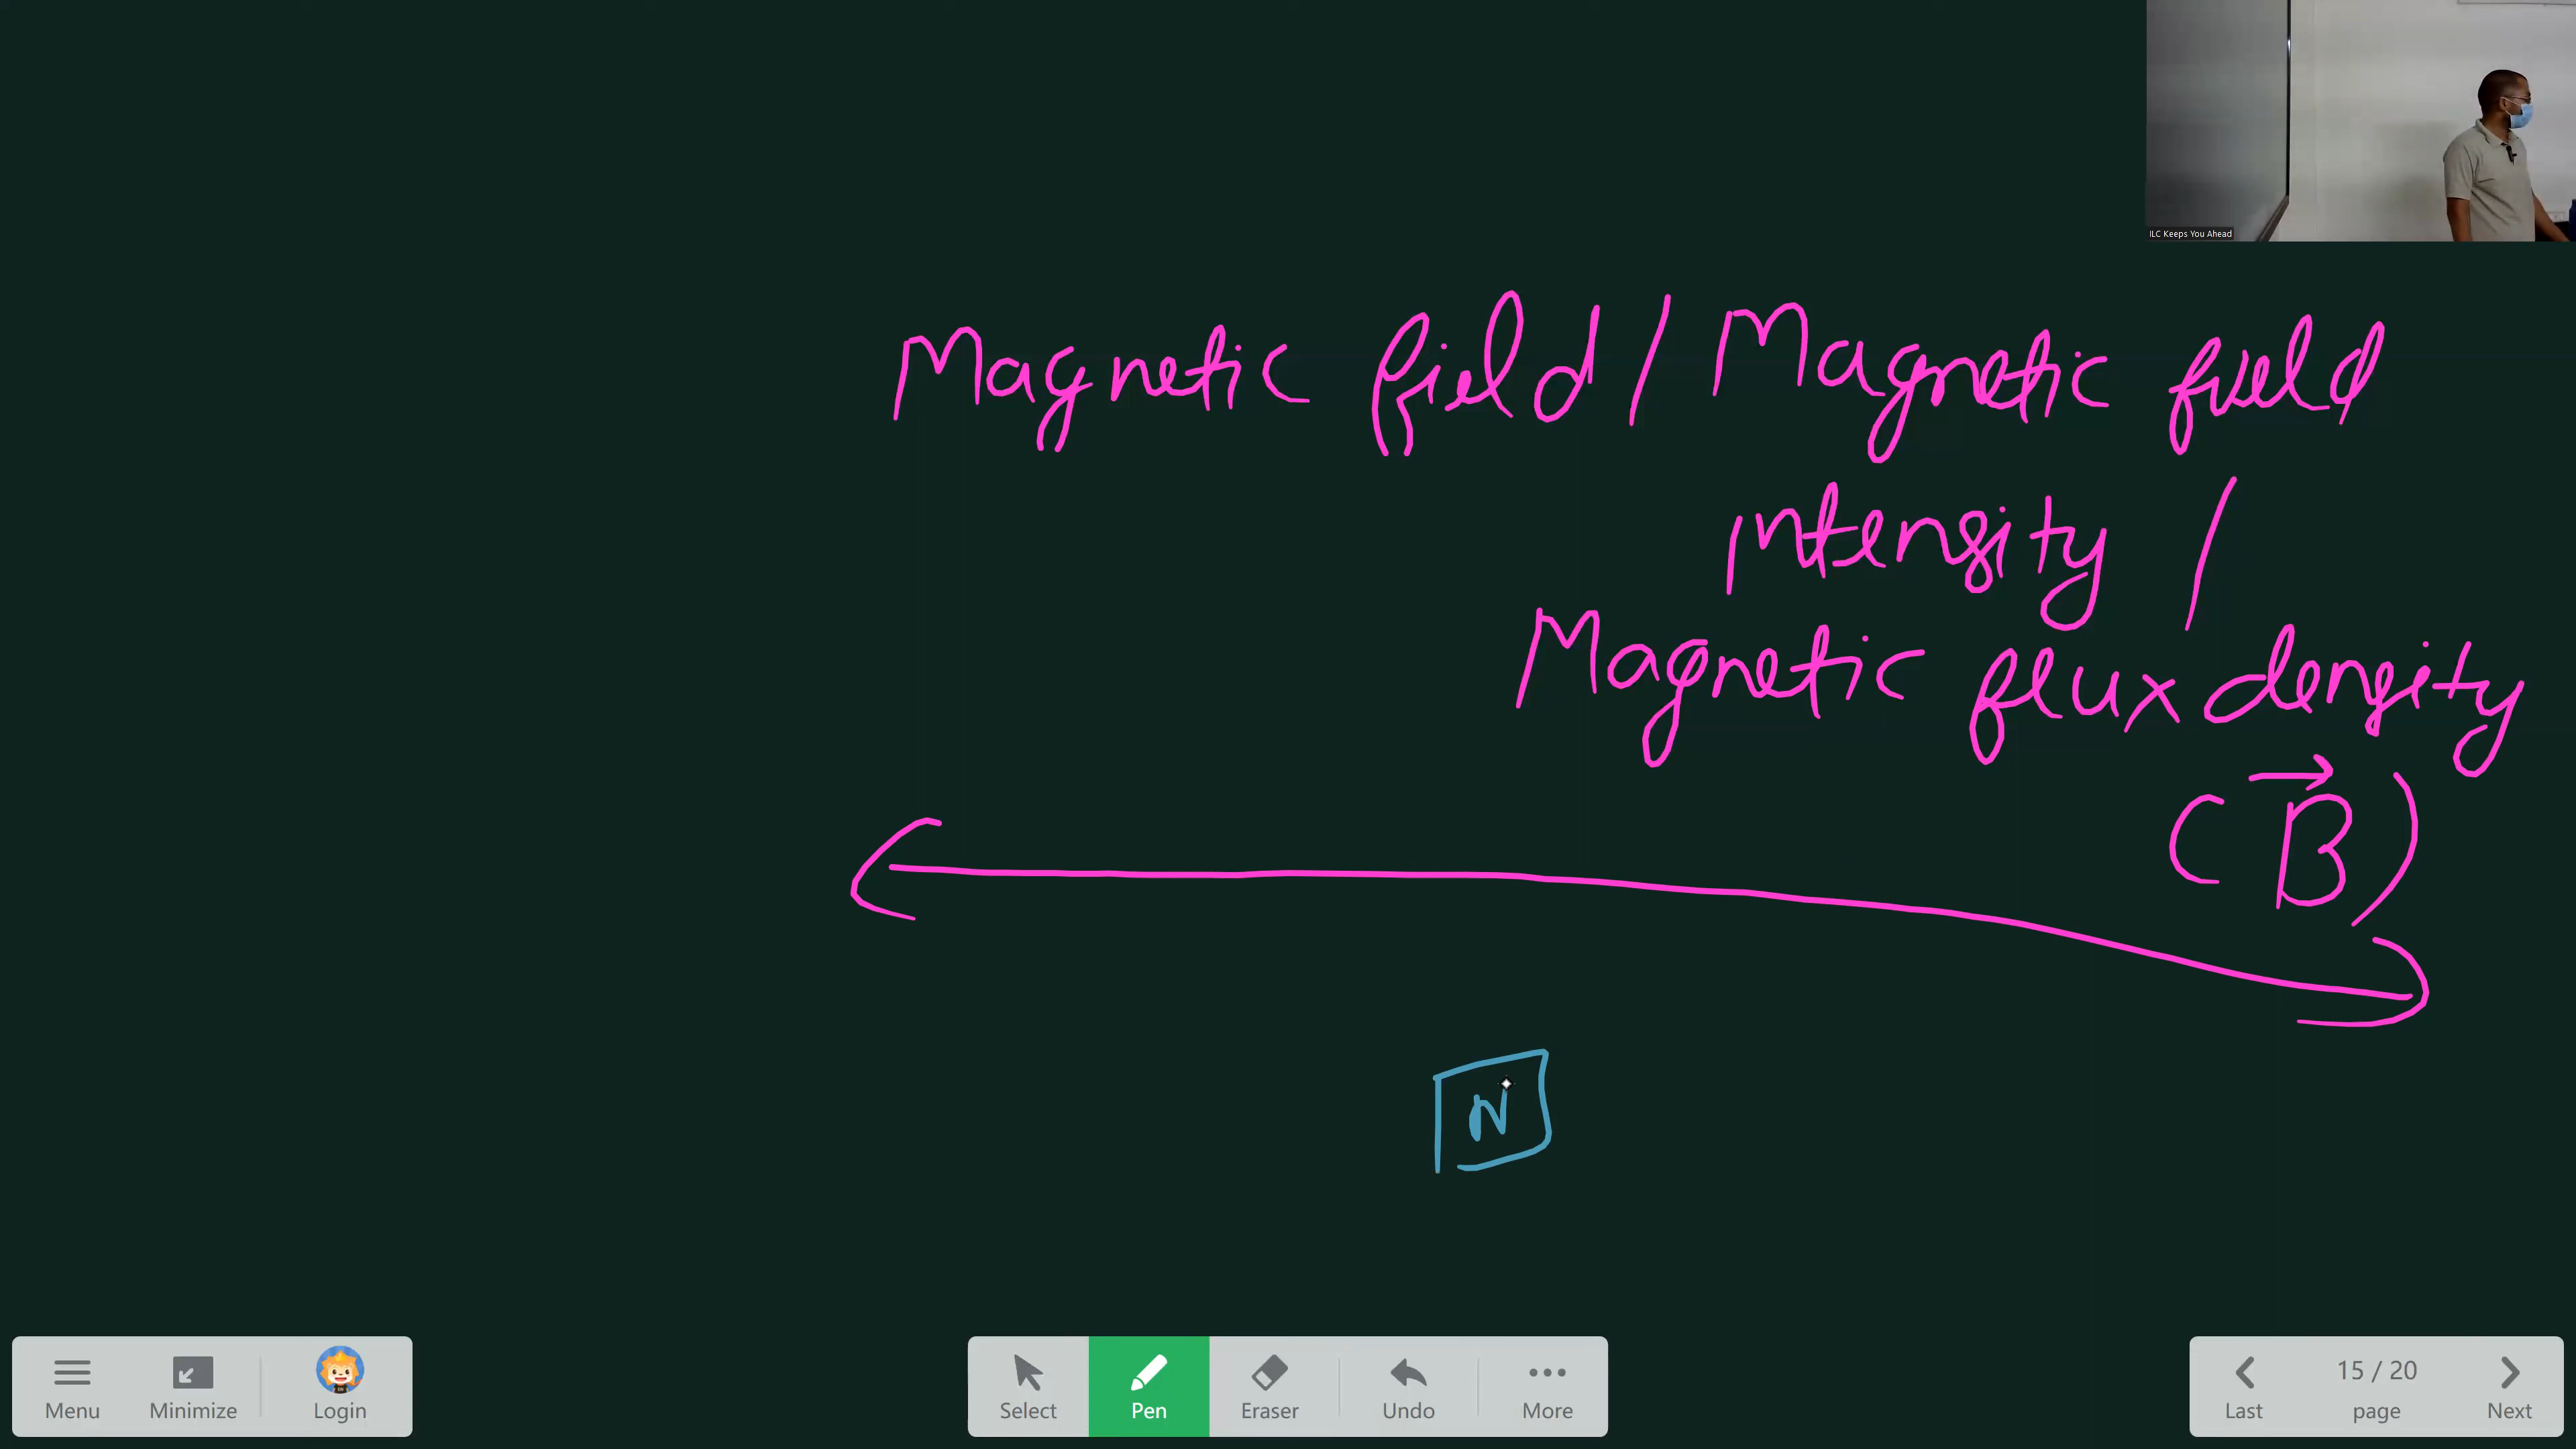 ILC Keeps You Ahead
Magnetic field / Magnetic field
intensity /
Magnetic flux density
(B)
N
Menu Minimize Login
Select Pen Eraser Undo More
Last 15 / 20 page Next